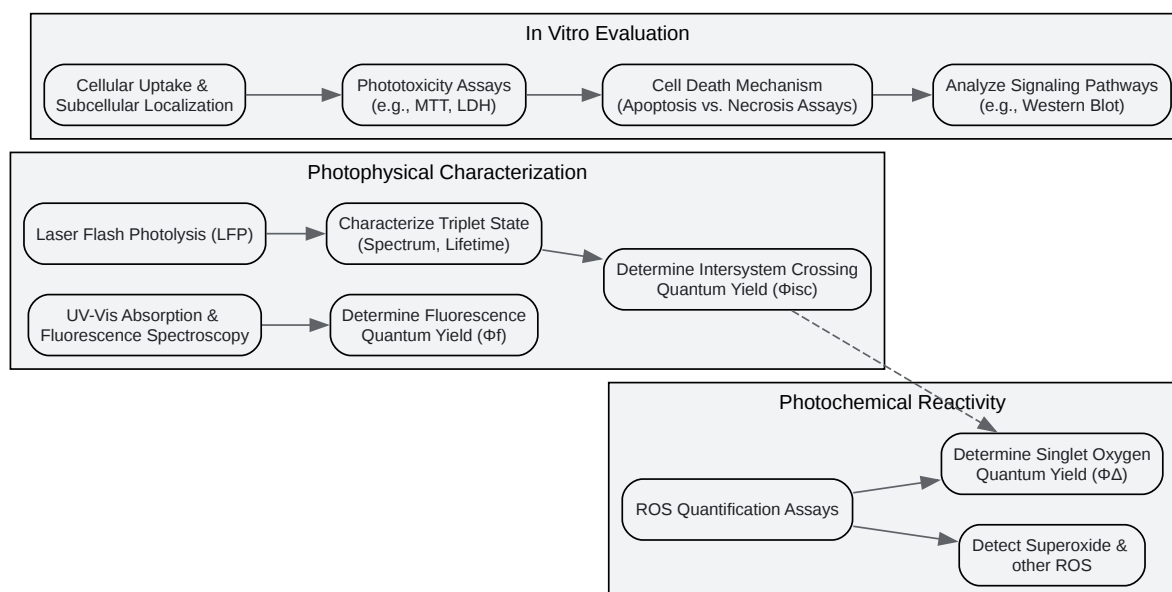 In Vitro Evaluation
Cellular Uptake &
Subcellular Localization
Phototoxicity Assays
(e.g., MTT, LDH)
Cell Death Mechanism
(Apoptosis vs. Necrosis Assays)
Analyze Signaling Pathways
(e.g., Western Blot)
Photophysical Characterization
Laser Flash Photolysis (LFP)
Characterize Triplet State
(Spectrum, Lifetime)
Determine Intersystem Crossing
Quantum Yield (Φisc)
UV-Vis Absorption &
Fluorescence Spectroscopy
Determine Fluorescence
Quantum Yield (Φf)
Photochemical Reactivity
ROS Quantification Assays
Determine Singlet Oxygen
Quantum Yield (ΦΔ)
Detect Superoxide &
other ROS